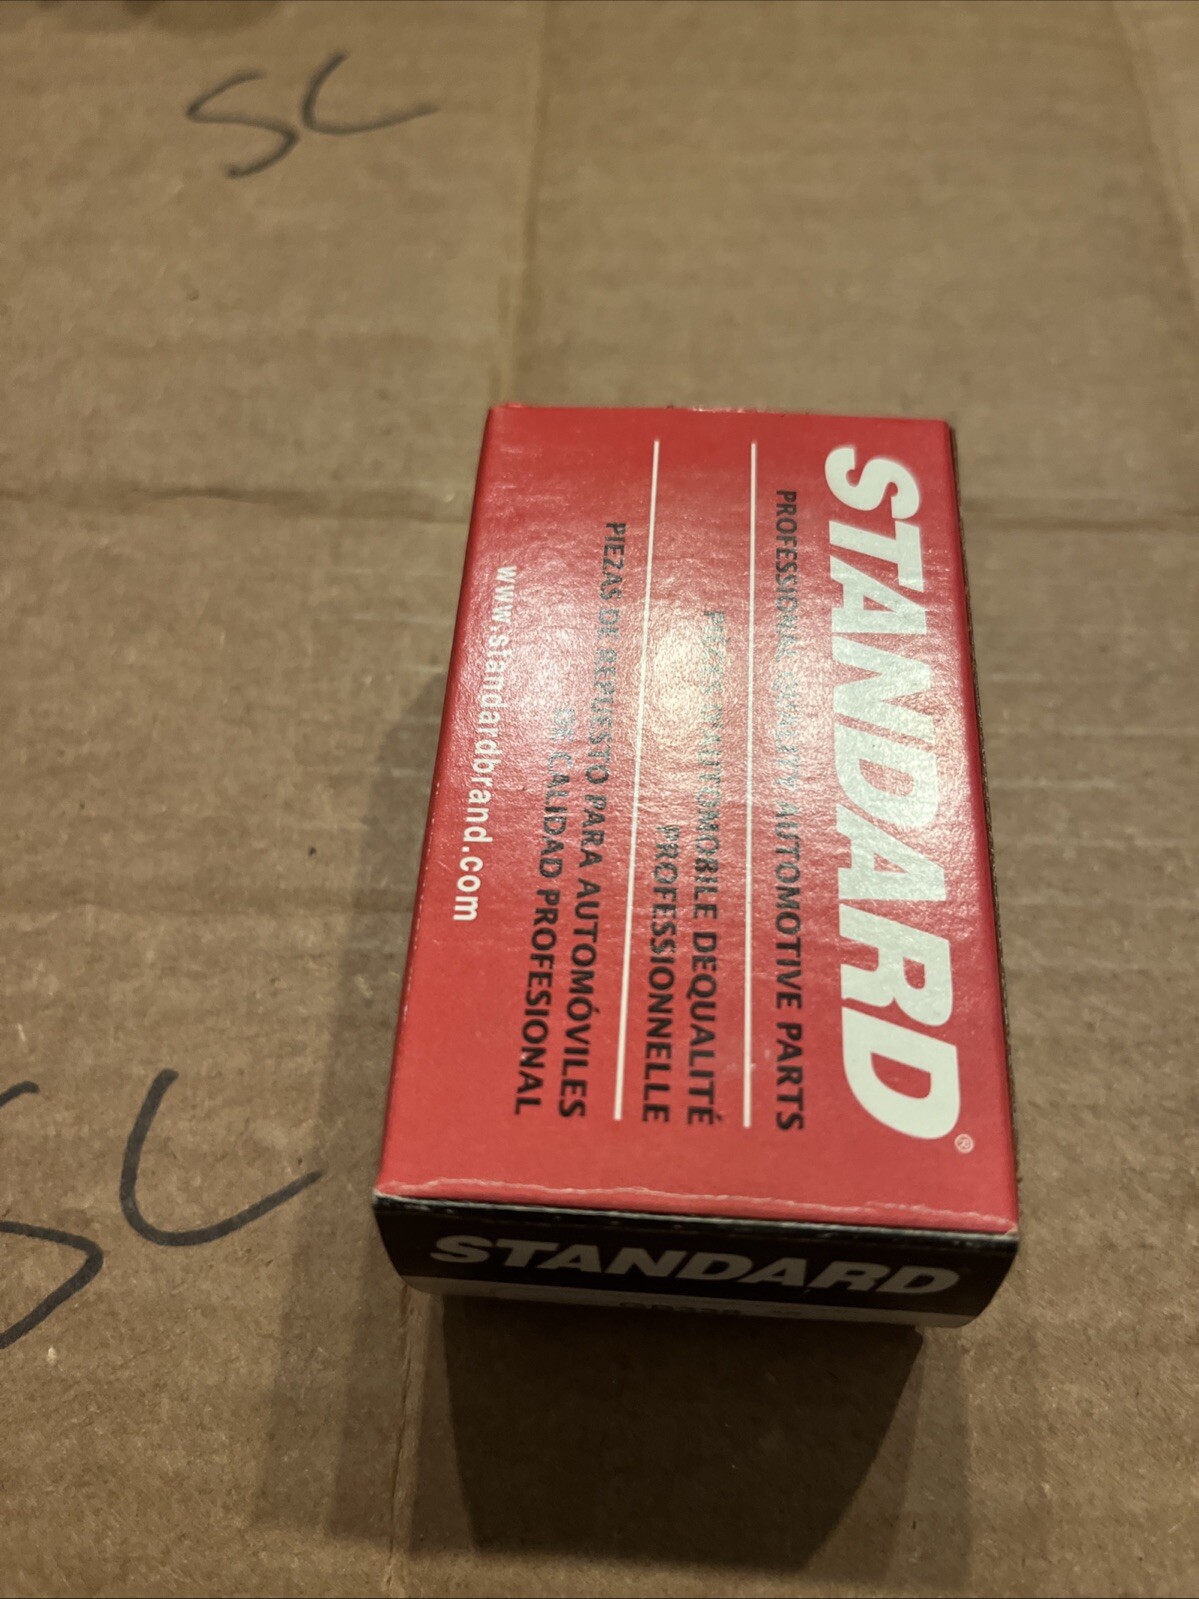 SC
STANDARD®
PROFESSIONAL QUALITY AUTOMOTIVE PARTS
PIÈCES D'AUTOMOBILE DEQUALITÉ
PROFESSIONNELLE
PIEZAS DE REPUESTO PARA AUTOMÓVILES
DE CALIDAD PROFESIONAL
www.standardbrand.com
SC
STANDARD